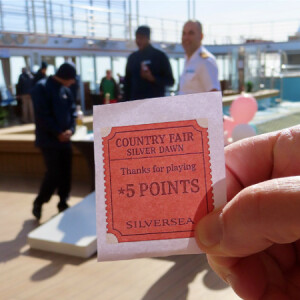 COUNTRY FAIR
SILVER DAWN
Thanks for playing
*5 POINTS
SILVERSEA